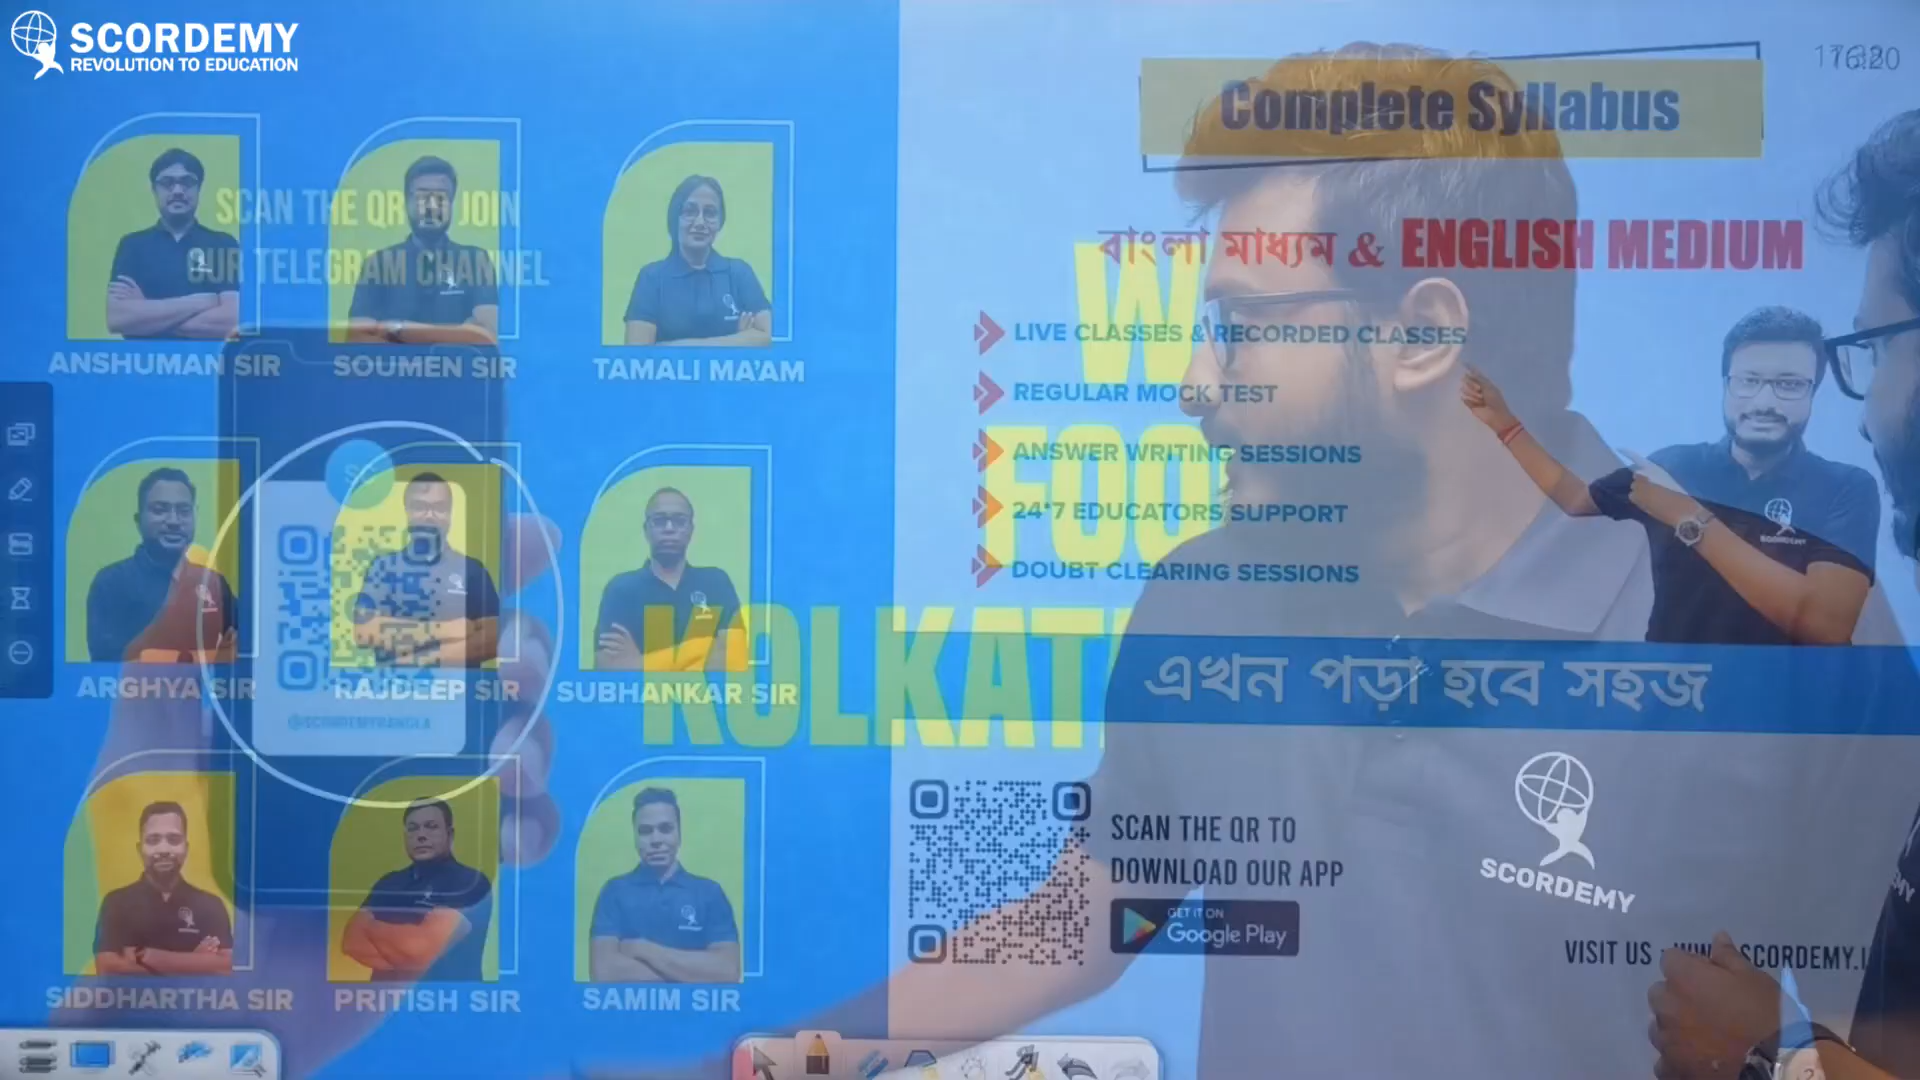 SCORDEMY
REVOLUTION TO EDUCATION
Complete Syllabus
বাংলা মাধ্যম & ENGLISH MEDIUM
SCAN THE QR TO JOIN
OUR TELEGRAM CHANNEL
ANSHUMAN SIR
SOUMEN SIR
TAMALI MA'AM
LIVE CLASSES & RECORDED CLASSES
REGULAR MOCK TEST
ANSWER WRITING SESSIONS
24*7 EDUCATORS SUPPORT
DOUBT CLEARING SESSIONS
ARGHYA SIR
RAJDEEP SIR
SUBHANKAR SIR
@SCORDEMYBANGLA
এখন পড়া হবে সহজ
SIDDHARTHA SIR
PRITISH SIR
SAMIM SIR
SCAN THE QR TO
DOWNLOAD OUR APP
GET IT ON
Google Play
SCORDEMY
VISIT US :